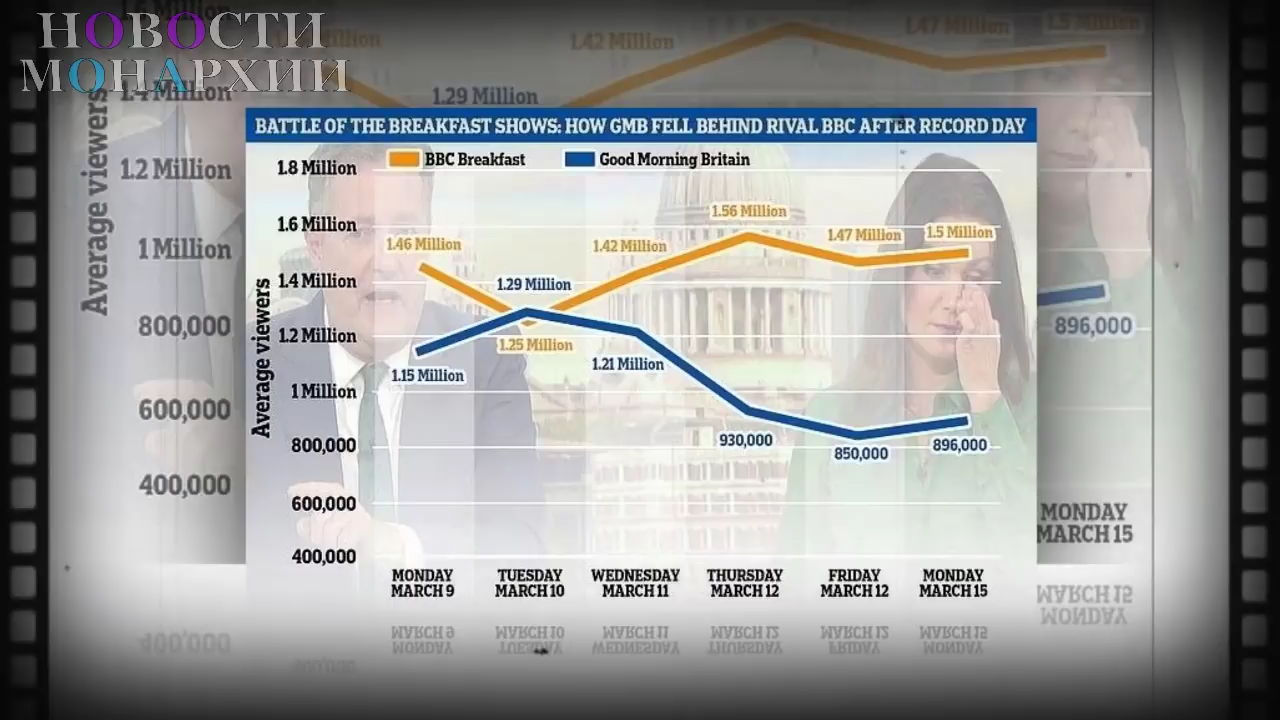 НОВОСТИ
МОНАРХИИ
1.42 Million
1.47 Million
1.5 Million
1.29 Million
1.4 Million
1.2 Million
1 Million
800,000
600,000
400,000
Average viewers
896,000
MONDAY
MARCH 15
BATTLE OF THE BREAKFAST SHOWS: HOW GMB FELL BEHIND RIVAL BBC AFTER RECORD DAY
BBC Breakfast
Good Morning Britain
1.8 Million
1.6 Million
1.4 Million
1.2 Million
1 Million
800,000
600,000
400,000
Average viewers
1.46 Million
1.25 Million
1.42 Million
1.56 Million
1.47 Million
1.5 Million
1.15 Million
1.29 Million
1.21 Million
930,000
850,000
896,000
MONDAY
MARCH 9
TUESDAY
MARCH 10
WEDNESDAY
MARCH 11
THURSDAY
MARCH 12
FRIDAY
MARCH 12
MONDAY
MARCH 15